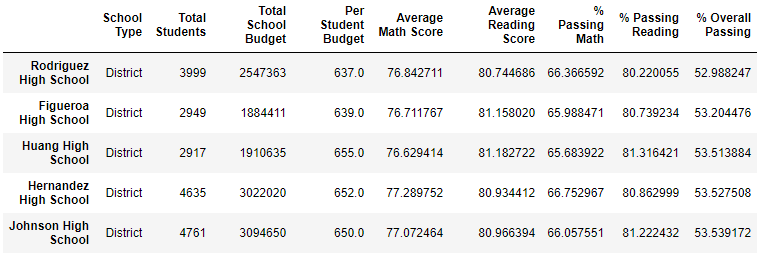 School Type Total Students Total School Budget Per Student Budget Average Math Score Average Reading Score % Passing Math % Passing Reading % Overall Passing
Rodriguez High School District 3999 2547363 637.0 76.842711 80.744686 66.366592 80.220055 52.988247
Figueroa High School District 2949 1884411 639.0 76.711767 81.158020 65.988471 80.739234 53.204476
Huang High School District 2917 1910635 655.0 76.629414 81.182722 65.683922 81.316421 53.513884
Hernandez High School District 4635 3022020 652.0 77.289752 80.934412 66.752967 80.862999 53.527508
Johnson High School District 4761 3094650 650.0 77.072464 80.966394 66.057551 81.222432 53.539172